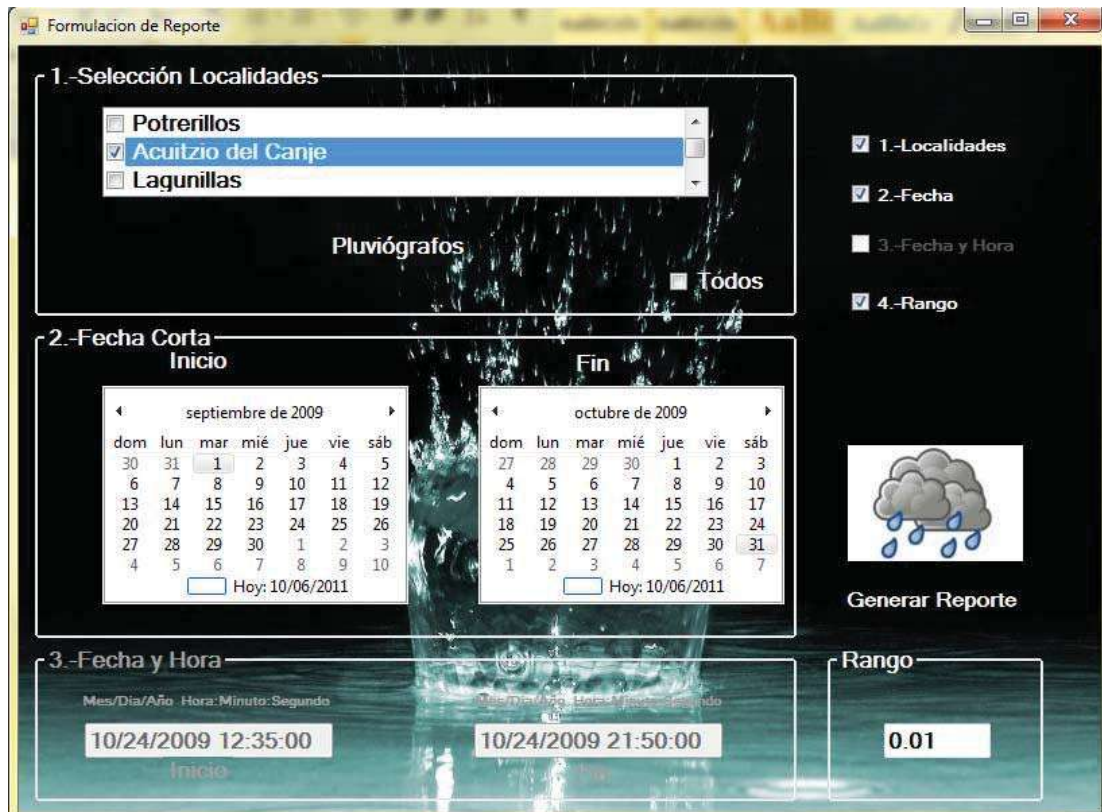 Formulacion de Reporte
1.-Selección Localidades
Potrerillos
Acuitzio del Canje
Lagunillas
Pluviógrafos
Todos
1.-Localidades
2.-Fecha
3.-Fecha y Hora
4.-Rango
2.-Fecha Corta
Inicio
Fin
septiembre de 2009
dom lun mar mié jue vie sáb
30 31 1 2 3 4 5
6 7 8 9 10 11 12
13 14 15 16 17 18 19
20 21 22 23 24 25 26
27 28 29 30 1 2 3
4 5 6 7 8 9 10
Hoy: 10/06/2011
octubre de 2009
dom lun mar mié jue vie sáb
27 28 29 30 1 2 3
4 5 6 7 8 9 10
11 12 13 14 15 16 17
18 19 20 21 22 23 24
25 26 27 28 29 30 31
1 2 3 4 5 6 7
Hoy: 10/06/2011
Generar Reporte
3.-Fecha y Hora
Mes/Dia/Año Hora:Minuto:Segundo
10/24/2009 12:35:00
Inicio
Mes/Dia/Año Hora:Minuto:Segundo
10/24/2009 21:50:00
Rango
0.01